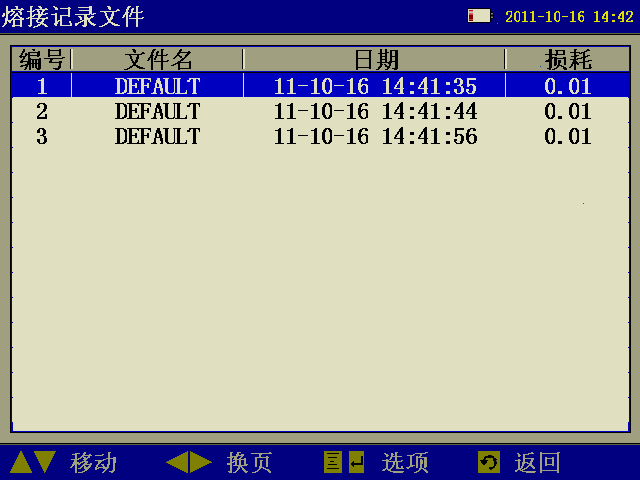 熔接记录文件 2011-10-16 14:42
编号 文件名 日期 损耗
1 DEFAULT 11-10-16 14:41:35 0.01
2 DEFAULT 11-10-16 14:41:44 0.01
3 DEFAULT 11-10-16 14:41:56 0.01
移动 换页 选项 返回